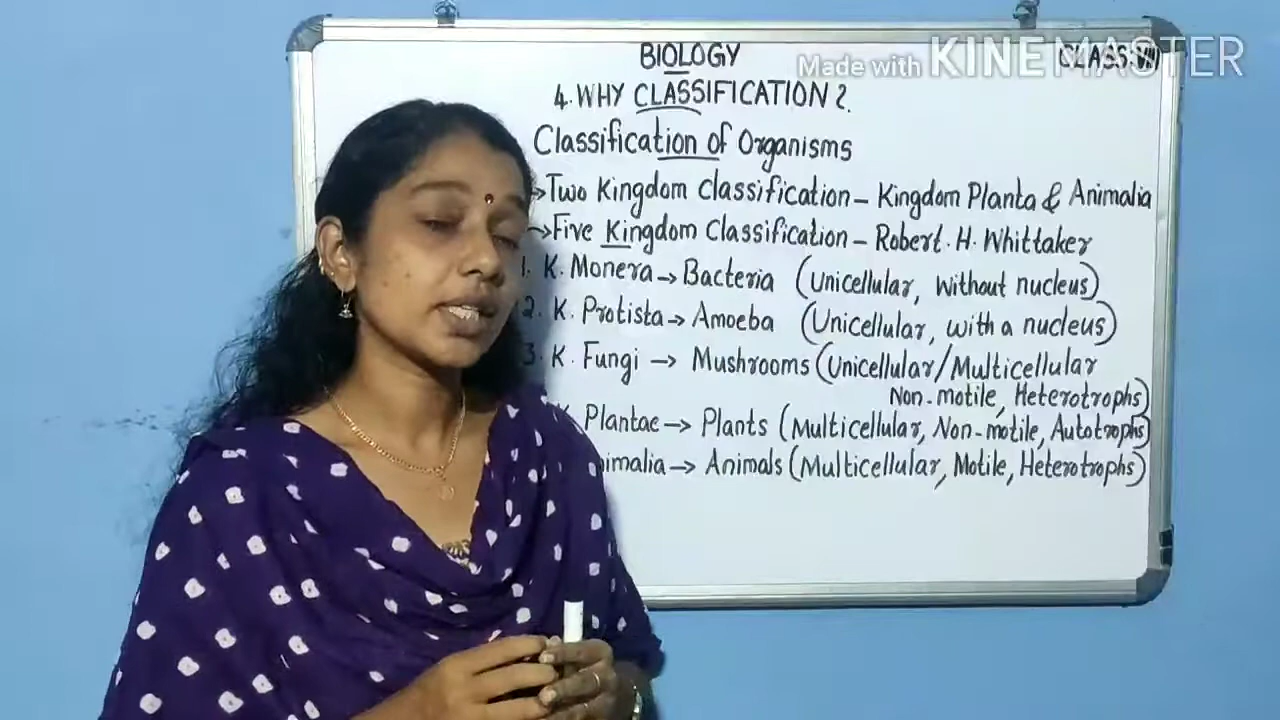 BIOLOGY
Made with KINEMASTER
4. WHY CLASSIFICATION?
Classification of Organisms
→Two Kingdom Classification – Kingdom Planta & Animalia
→Five Kingdom Classification – Robert. H. Whittaker
1. K. Monera → Bacteria (Unicellular, without nucleus)
2. K. Protista → Amoeba (Unicellular, with a nucleus)
3. K. Fungi → Mushrooms (Unicellular/Multicellular
Non-motile, Heterotrophs)
K. Plantae → Plants (Multicellular, Non-motile, Autotrophs)
imalia → Animals (Multicellular, Motile, Heterotrophs)